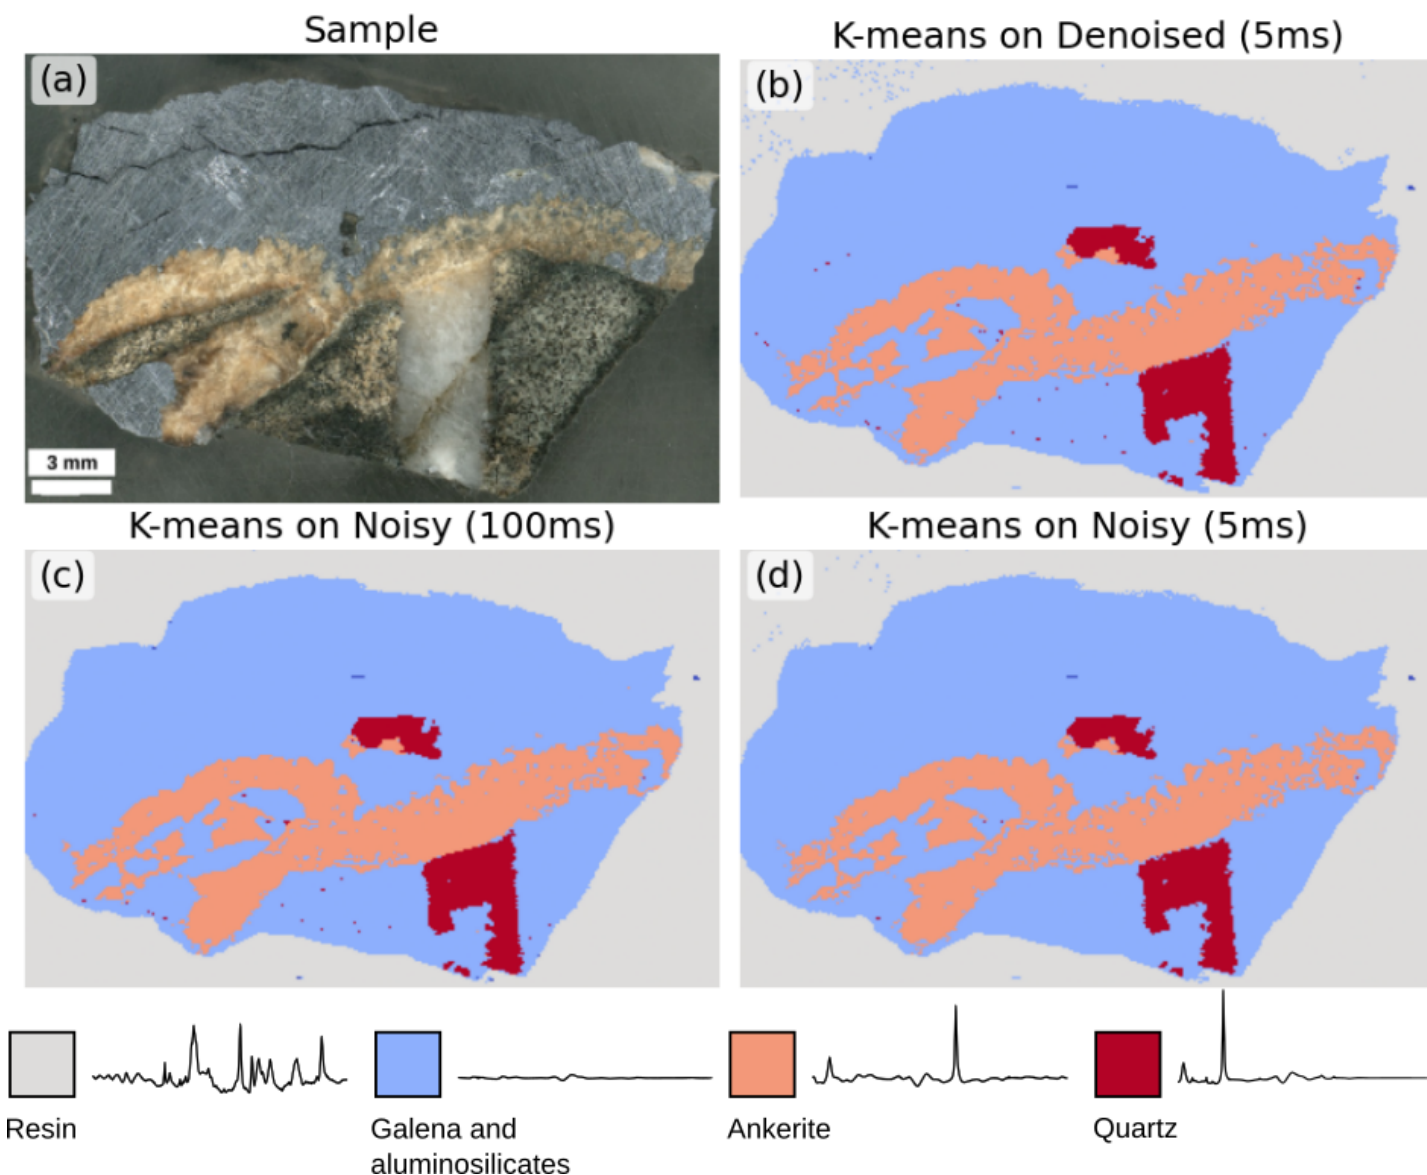 Sample
K-means on Denoised (5ms)
(a)
(b)
3 mm
K-means on Noisy (100ms)
K-means on Noisy (5ms)
(c)
(d)
Resin
Galena and
aluminosilicates
Ankerite
Quartz